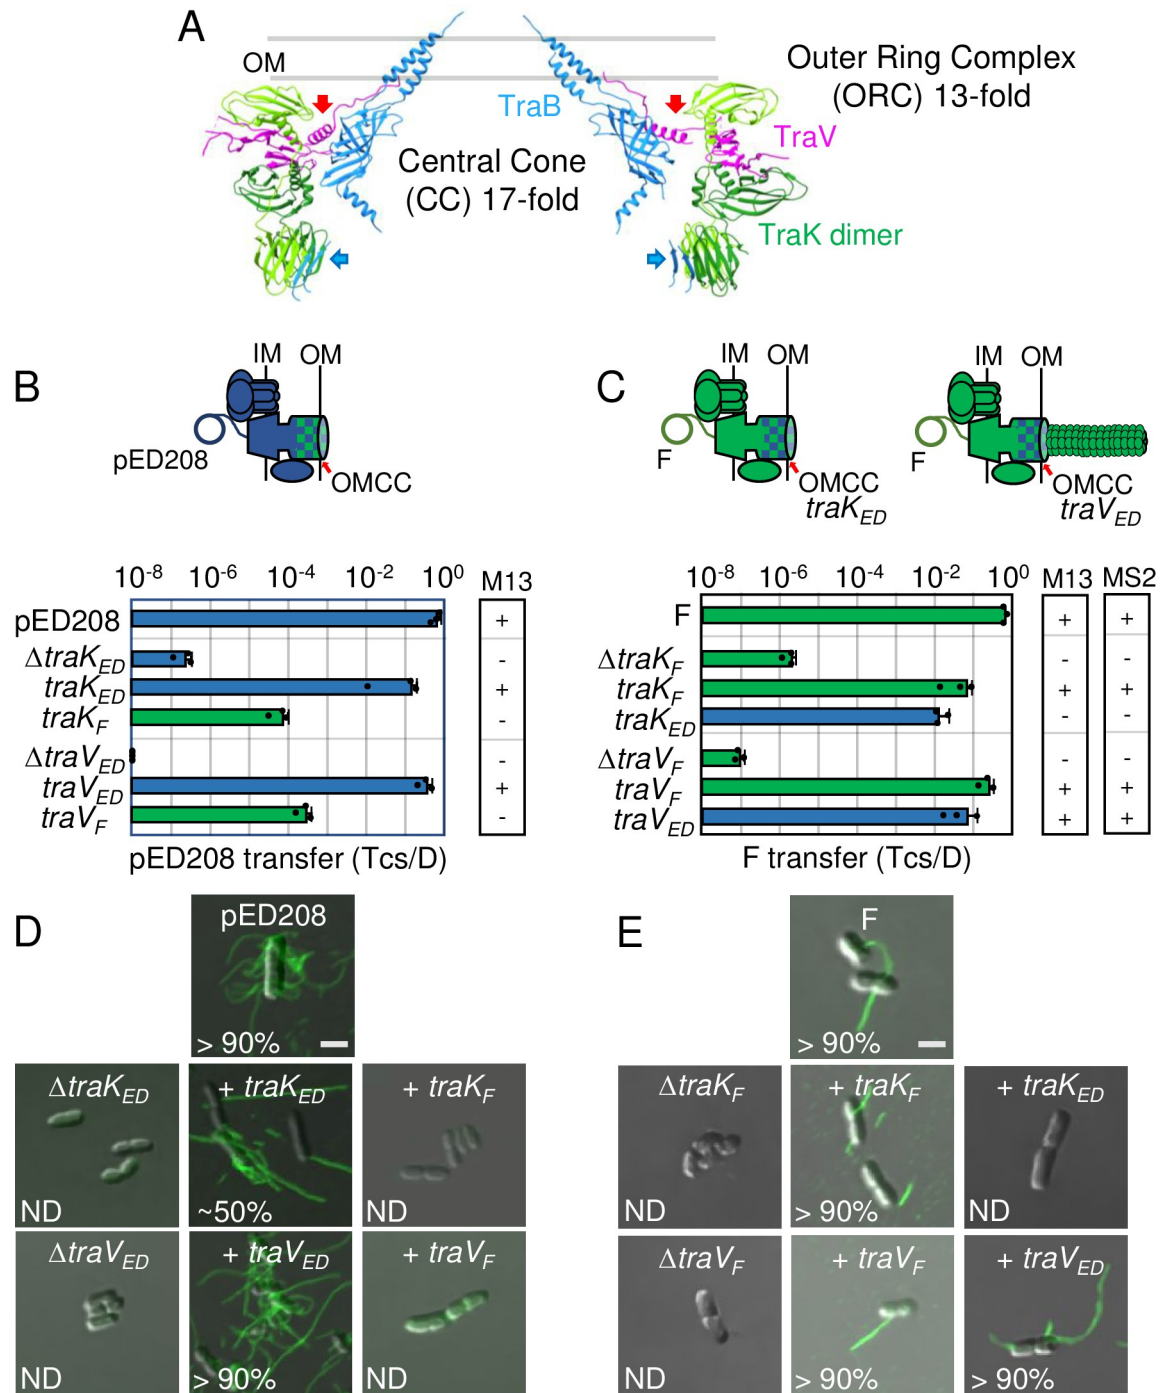 A
OM
TraB
Outer Ring Complex
(ORC) 13-fold
TraV
Central Cone
(CC) 17-fold
TraK dimer
B
IM OM
pED208
OMCC
10-8 10-6 10-4 10-2 100 M13
pED208 +
ΔtraKED -
traKED +
traKF -
ΔtraVED -
traVED +
traVF -
pED208 transfer (Tcs/D)
C
IM OM
F
OMCC
traKED
IM OM
F
OMCC
traVED
10-8 10-6 10-4 10-2 100 M13 MS2
F + +
ΔtraKF - -
traKF + +
traKED - -
ΔtraVF - -
traVF + +
traVED + +
F transfer (Tcs/D)
D
pED208
> 90%
ΔtraKED
ND
+ traKED
~50%
+ traKF
ND
ΔtraVED
ND
+ traVED
> 90%
+ traVF
ND
E
F
> 90%
ΔtraKF
ND
+ traKF
> 90%
+ traKED
ND
ΔtraVF
ND
+ traVF
> 90%
+ traVED
> 90%